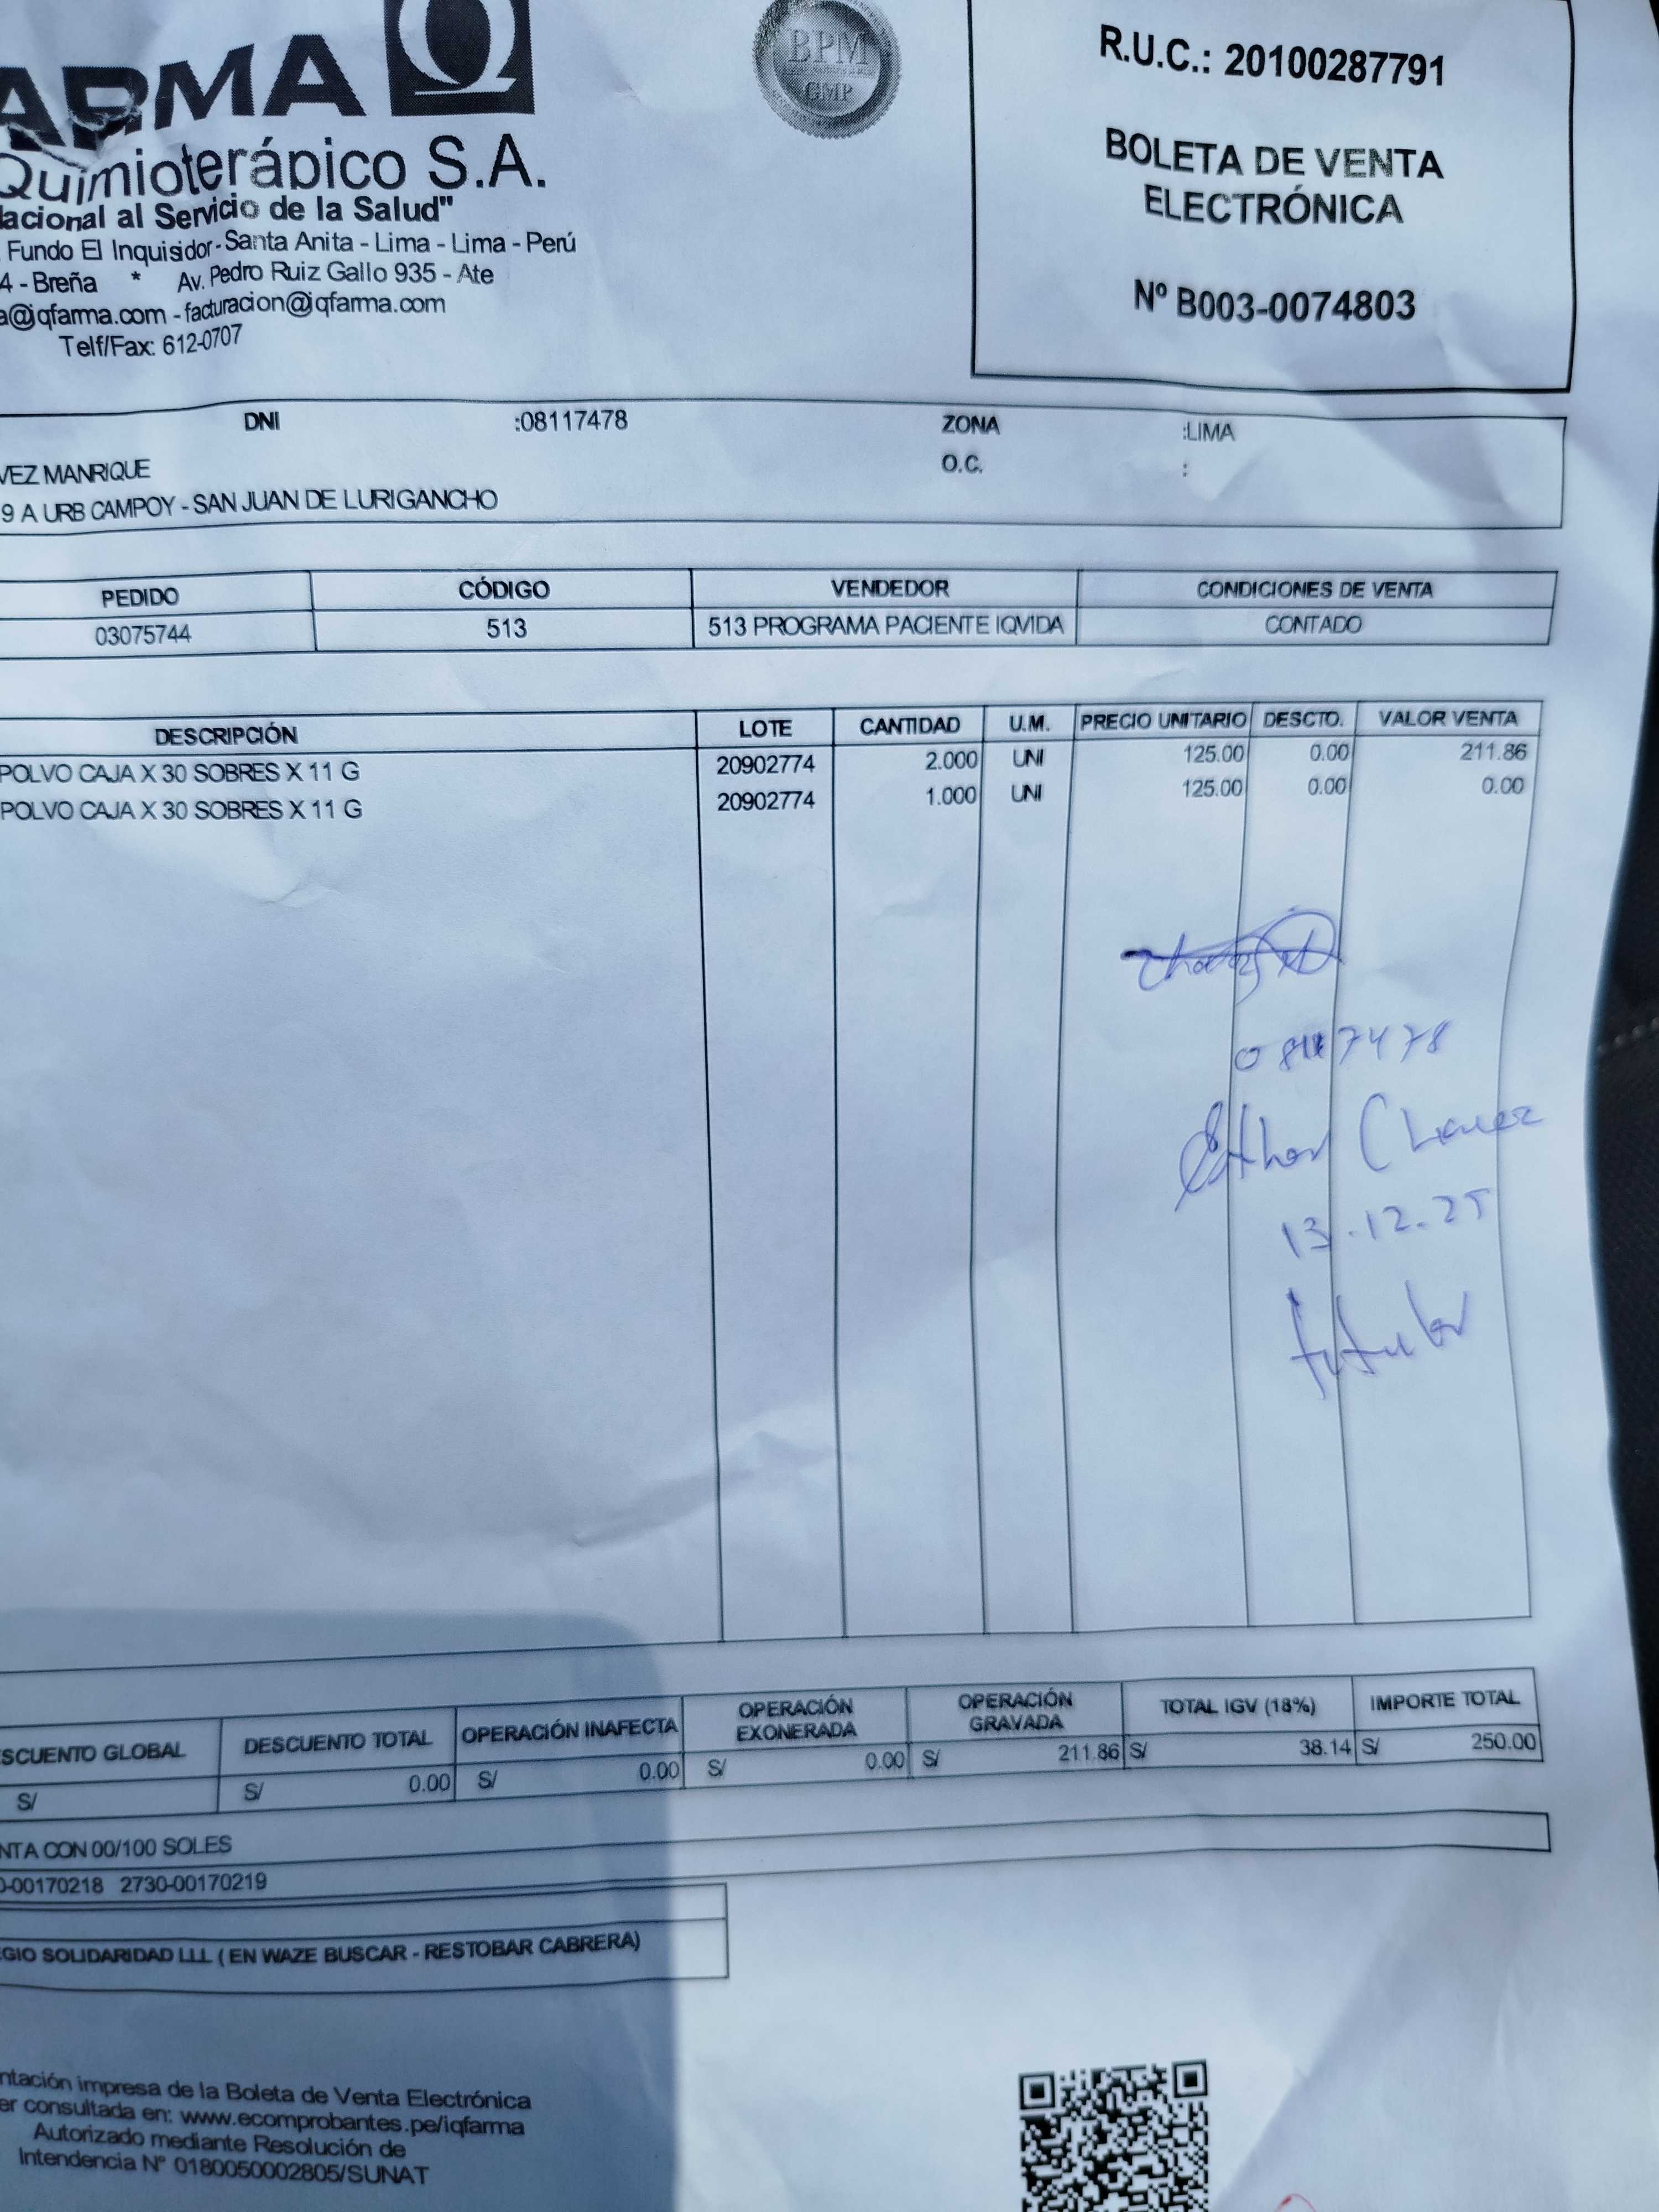 ARMA
Quimioterápico S.A.
Nacional al Servicio de la Salud"
Fundo El Inquisidor - Santa Anita - Lima - Lima - Perú
4 - Breña * Av. Pedro Ruiz Gallo 935 - Ate
a@iqfarma.com - facturacion@iqfarma.com
Telf/Fax: 612-0707
BPM
GMP
R.U.C.: 20100287791
BOLETA DE VENTA
ELECTRÓNICA
Nº B003-0074803
DNI :08117478 ZONA :LIMA
VEZ MANRIQUE O.C. :
9 A URB CAMPOY - SAN JUAN DE LURIGANCHO
PEDIDO CÓDIGO VENDEDOR CONDICIONES DE VENTA
03075744 513 513 PROGRAMA PACIENTE IQVIDA CONTADO
DESCRIPCIÓN LOTE CANTIDAD U.M. PRECIO UNITARIO DESCTO. VALOR VENTA
POLVO CAJA X 30 SOBRES X 11 G 20902774 2.000 UNI 125.00 0.00 211.86
POLVO CAJA X 30 SOBRES X 11 G 20902774 1.000 UNI 125.00 0.00 0.00
08117478
Esther Chavez
13.12.25
titular
SCUENTO GLOBAL DESCUENTO TOTAL OPERACIÓN INAFECTA OPERACIÓN EXONERADA OPERACIÓN GRAVADA TOTAL IGV (18%) IMPORTE TOTAL
S/ S/ 0.00 S/ 0.00 S/ 0.00 S/ 211.86 S/ 38.14 S/ 250.00
NTA CON 00/100 SOLES
0-00170218 2730-00170219
GIO SOLIDARIDAD LLL ( EN WAZE BUSCAR - RESTOBAR CABRERA)
ntación impresa de la Boleta de Venta Electrónica
er consultada en: www.ecomprobantes.pe/iqfarma
Autorizado mediante Resolución de
Intendencia Nº 0180050002805/SUNAT